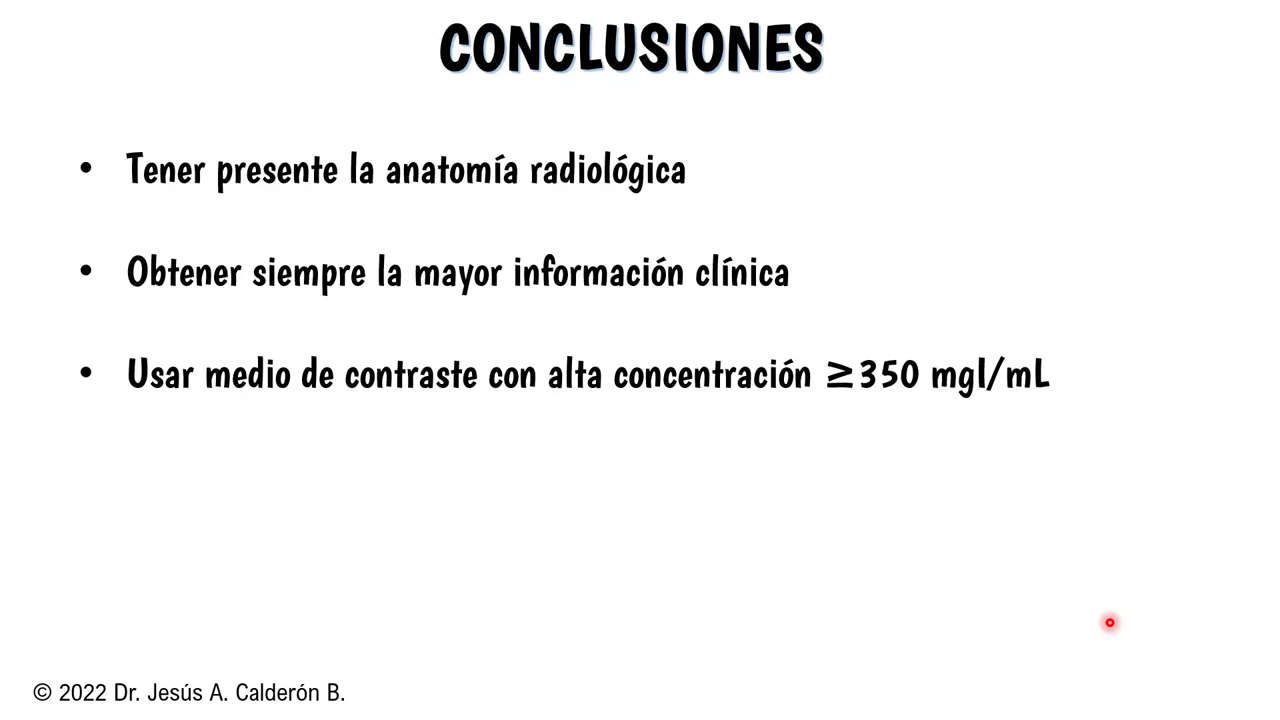 CONCLUSIONES
• Tener presente la anatomía radiológica
• Obtener siempre la mayor información clínica
• Usar medio de contraste con alta concentración ≥350 mgI/mL
© 2022 Dr. Jesús A. Calderón B.